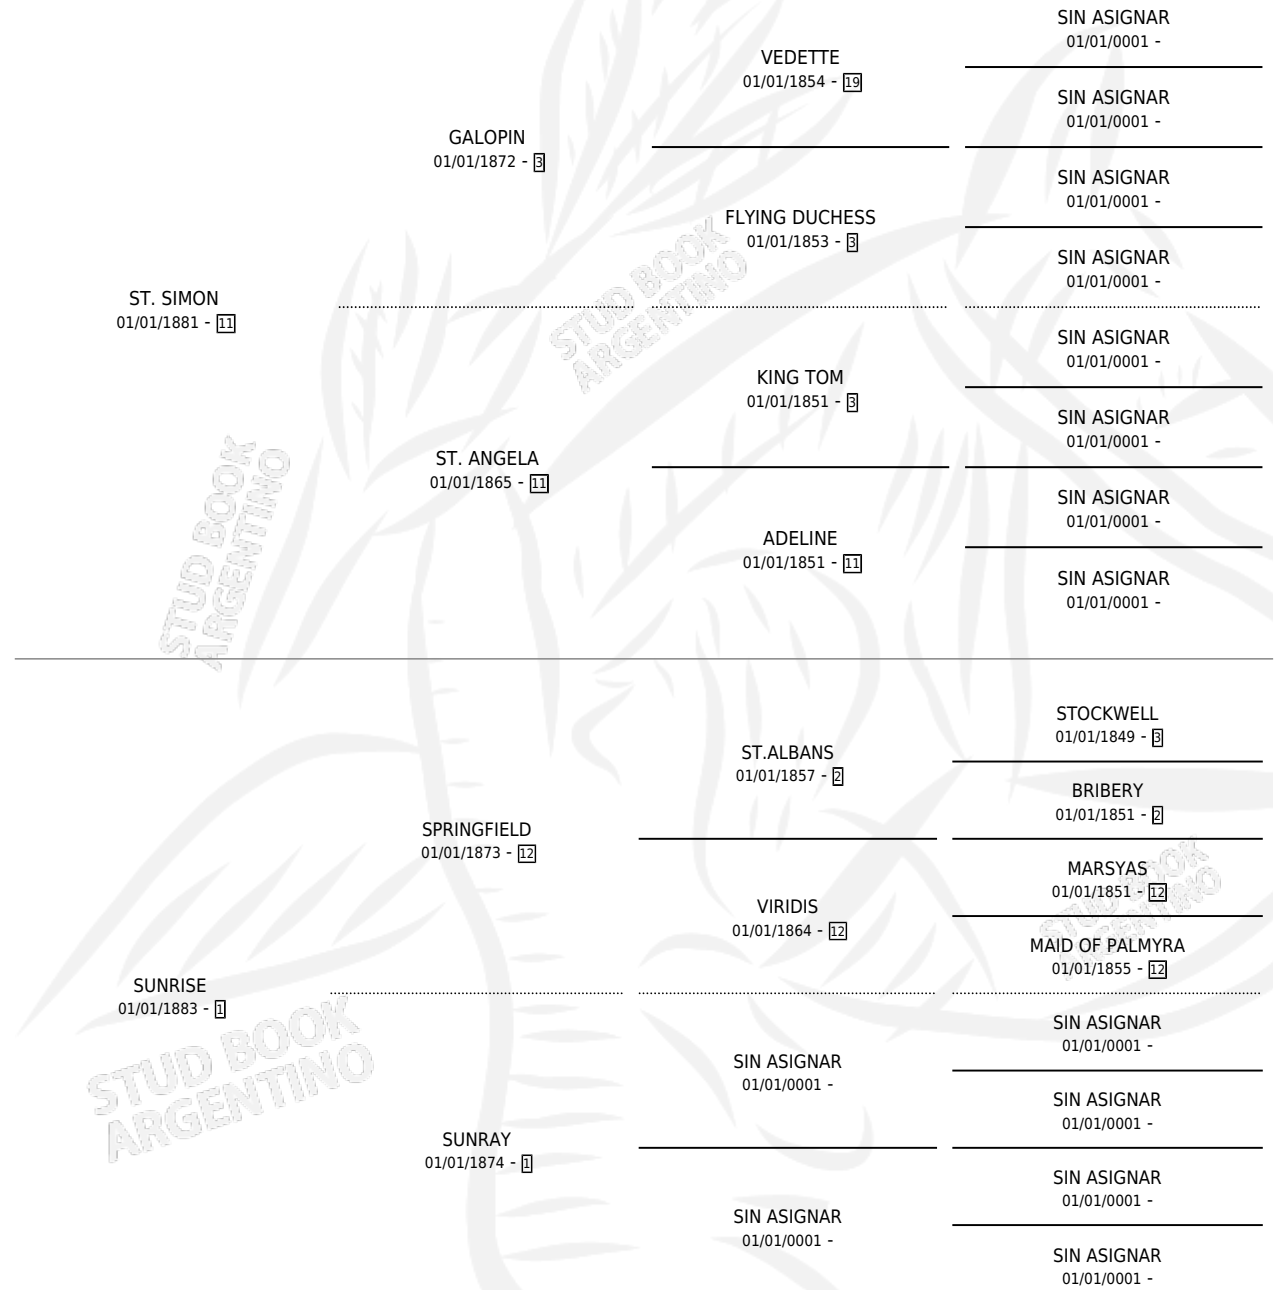 SIN ASIGNAR
01/01/0001 -
VEDETTE
01/01/1854 - 19
SIN ASIGNAR
01/01/0001 -
GALOPIN
01/01/1872 - 3
SIN ASIGNAR
01/01/0001 -
FLYING DUCHESS
01/01/1853 - 3
SIN ASIGNAR
01/01/0001 -
ST. SIMON
01/01/1881 - 11
SIN ASIGNAR
01/01/0001 -
KING TOM
01/01/1851 - 3
SIN ASIGNAR
01/01/0001 -
ST. ANGELA
01/01/1865 - 11
SIN ASIGNAR
01/01/0001 -
ADELINE
01/01/1851 - 11
SIN ASIGNAR
01/01/0001 -
STUD BOOK
ARGENTINO
STUD BOOK
ARGENTINO
STOCKWELL
01/01/1849 - 3
ST.ALBANS
01/01/1857 - 2
BRIBERY
01/01/1851 - 2
SPRINGFIELD
01/01/1873 - 12
MARSYAS
01/01/1851 - 12
VIRIDIS
01/01/1864 - 12
MAID OF PALMYRA
01/01/1855 - 12
STUD BOOK
ARGENTINO
SUNRISE
01/01/1883 - 1
SIN ASIGNAR
01/01/0001 -
SIN ASIGNAR
01/01/0001 -
SIN ASIGNAR
01/01/0001 -
STUD BOOK
ARGENTINO
SUNRAY
01/01/1874 - 1
SIN ASIGNAR
01/01/0001 -
SIN ASIGNAR
01/01/0001 -
SIN ASIGNAR
01/01/0001 -